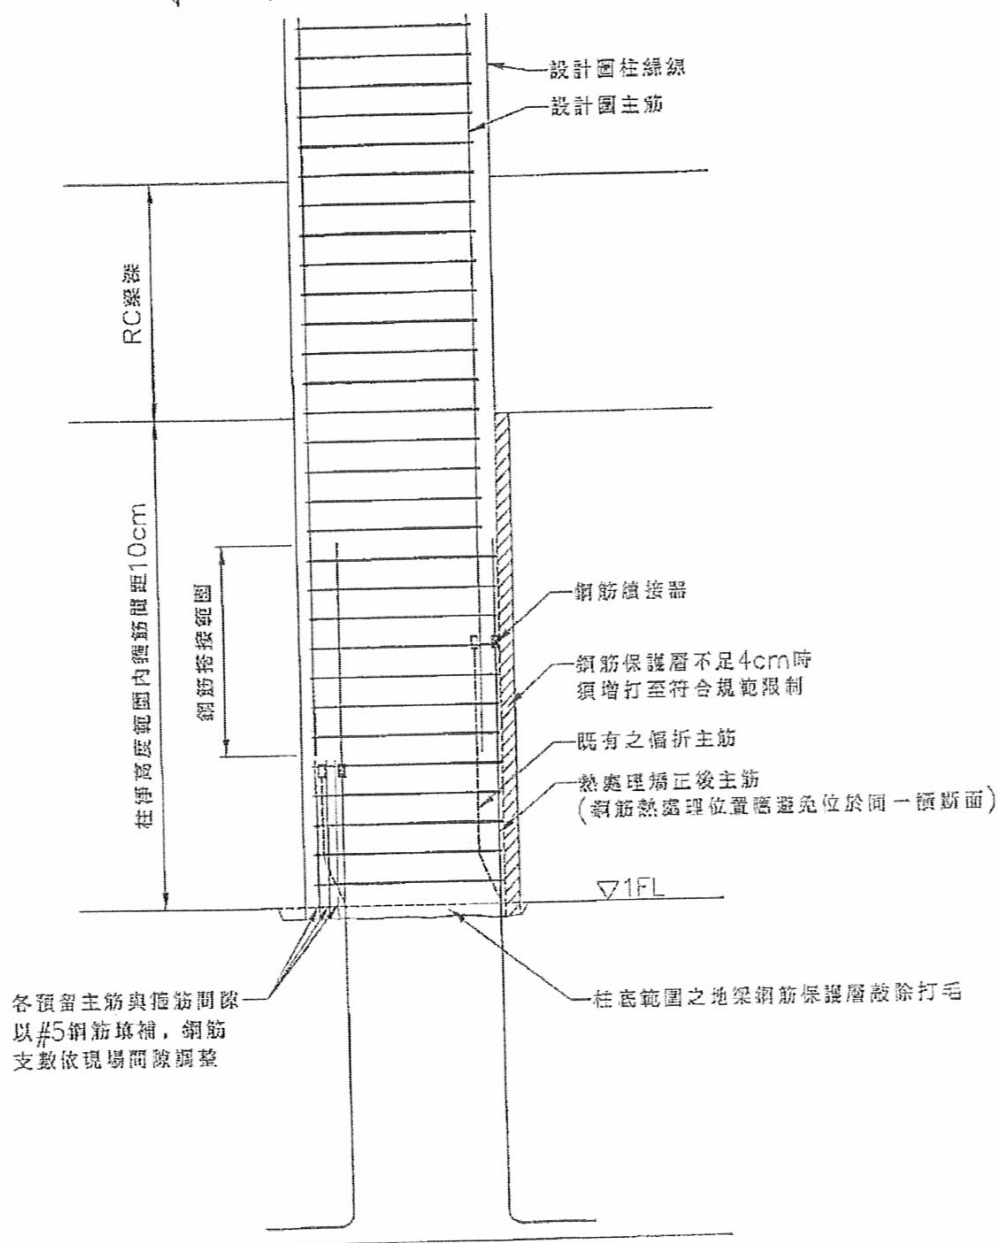 設計圖柱緣線
設計圖主筋
RC梁深
柱淨高度範圍內箍筋間距10cm
鋼筋搭接範圍
鋼筋續接器
鋼筋保護層不足4cm時
須增打至符合規範限制
既有之偏折主筋
熱處理矯正後主筋
(鋼筋熱處理位置應避免位於同一橫斷面)
▽1FL
各預留主筋與箍筋間隙
以#5鋼筋填補，鋼筋
支數依現場間隙調整
柱底範圍之地梁鋼筋保護層敲除打毛